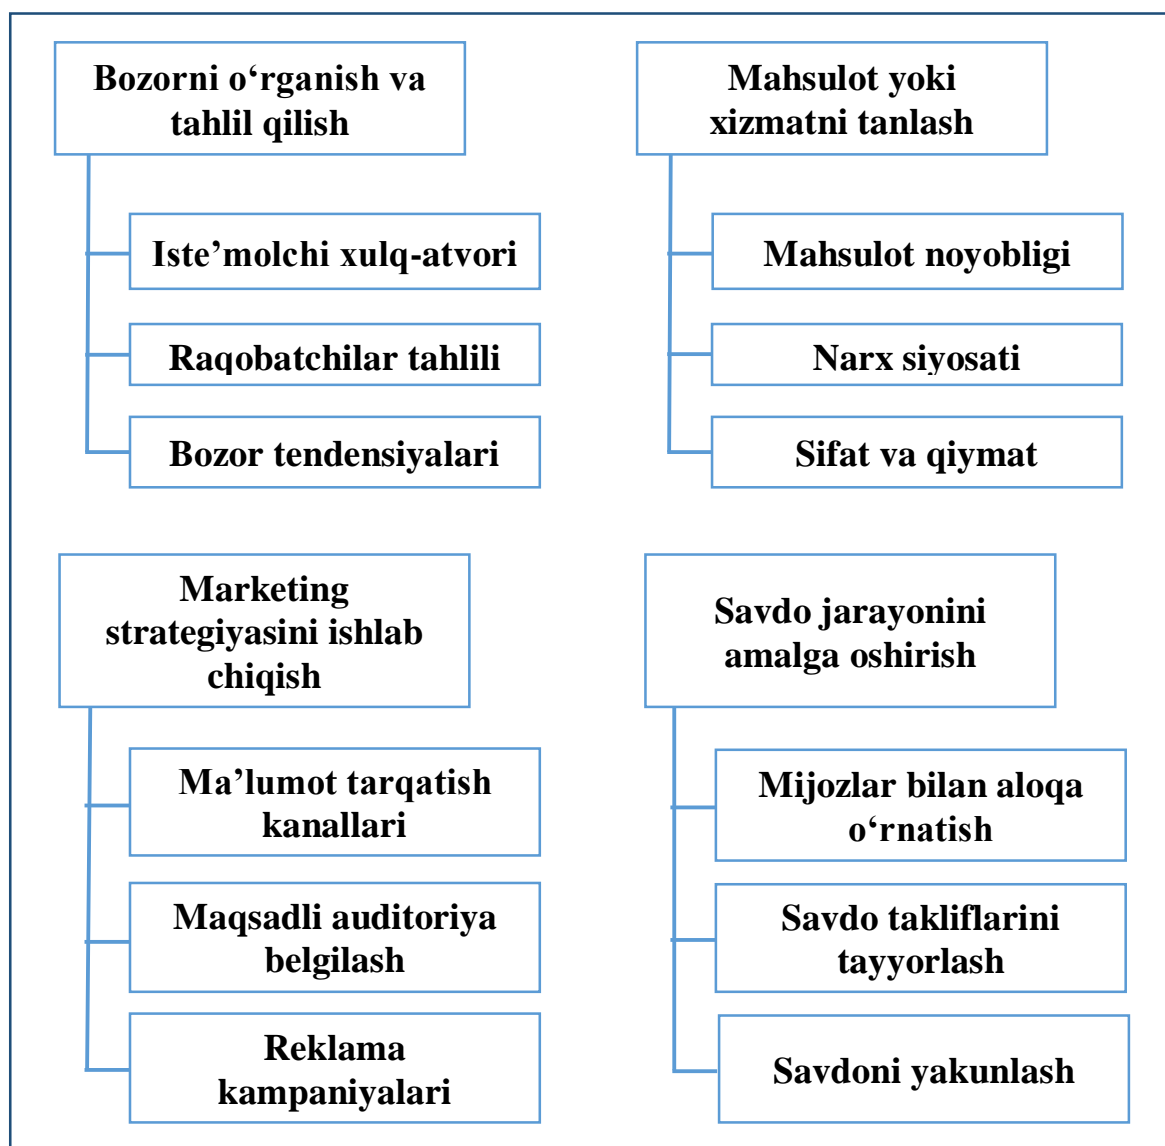 Bozorni o‘rganish va
tahlil qilish
Iste’molchi xulq-atvori
Raqobatchilar tahlili
Bozor tendensiyalari
Mahsulot yoki
xizmatni tanlash
Mahsulot noyobligi
Narx siyosati
Sifat va qiymat
Marketing
strategiyasini ishlab
chiqish
Ma’lumot tarqatish
kanallari
Maqsadli auditoriya
belgilash
Reklama
kampaniyalari
Savdo jarayonini
amalga oshirish
Mijozlar bilan aloqa
o‘rnatish
Savdo takliflarini
tayyorlash
Savdoni yakunlash